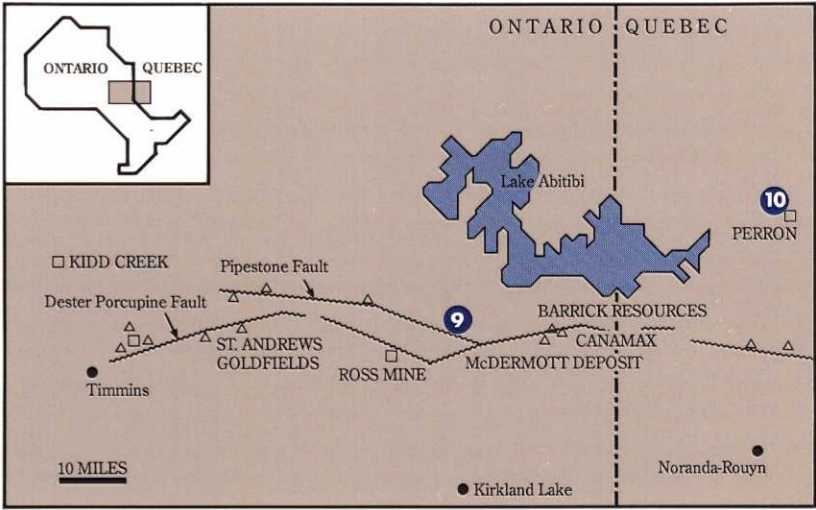 ONTARIO QUEBEC
ONTARIO QUEBEC
Lake Abitibi
10
PERRON
KIDD CREEK
Pipestone Fault
Dester Porcupine Fault
9
BARRICK RESOURCES
ST. ANDREWS
GOLDFIELDS
CANAMAX
ROSS MINE
McDERMOTT DEPOSIT
Timmins
10 MILES
Kirkland Lake
Noranda-Rouyn